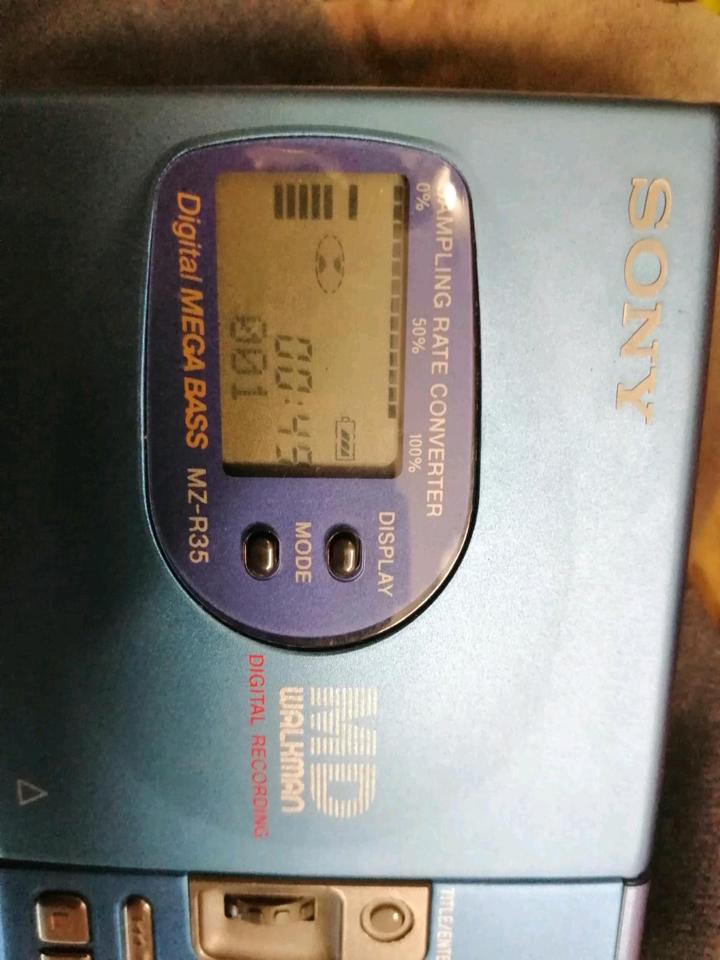 SONY
SAMPLING RATE CONVERTER
0% 50% 100%
00:49
001
DISPLAY
MODE
Digital MEGA BASS MZ-R35
MD
WALKMAN
DIGITAL RECORDING